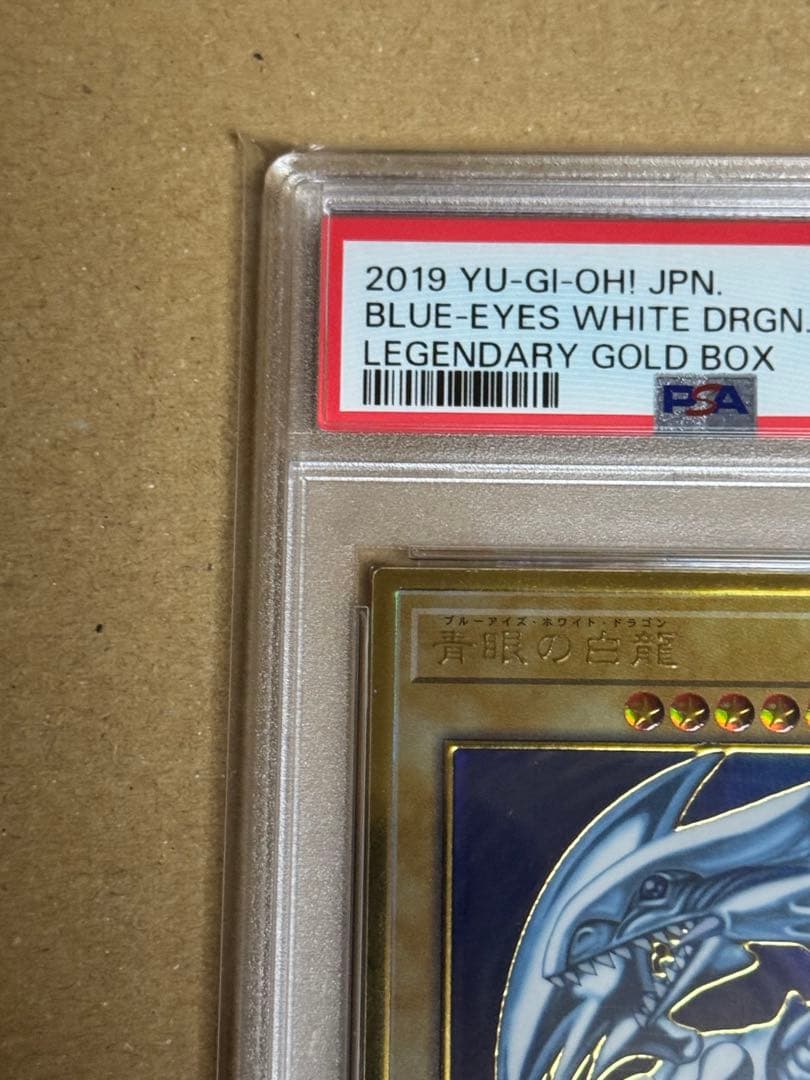 2019 YU-GI-OH! JPN.
BLUE-EYES WHITE DRGN.
LEGENDARY GOLD BOX
PSA
ブルーアイズ・ホワイト・ドラゴン
青眼の白龍